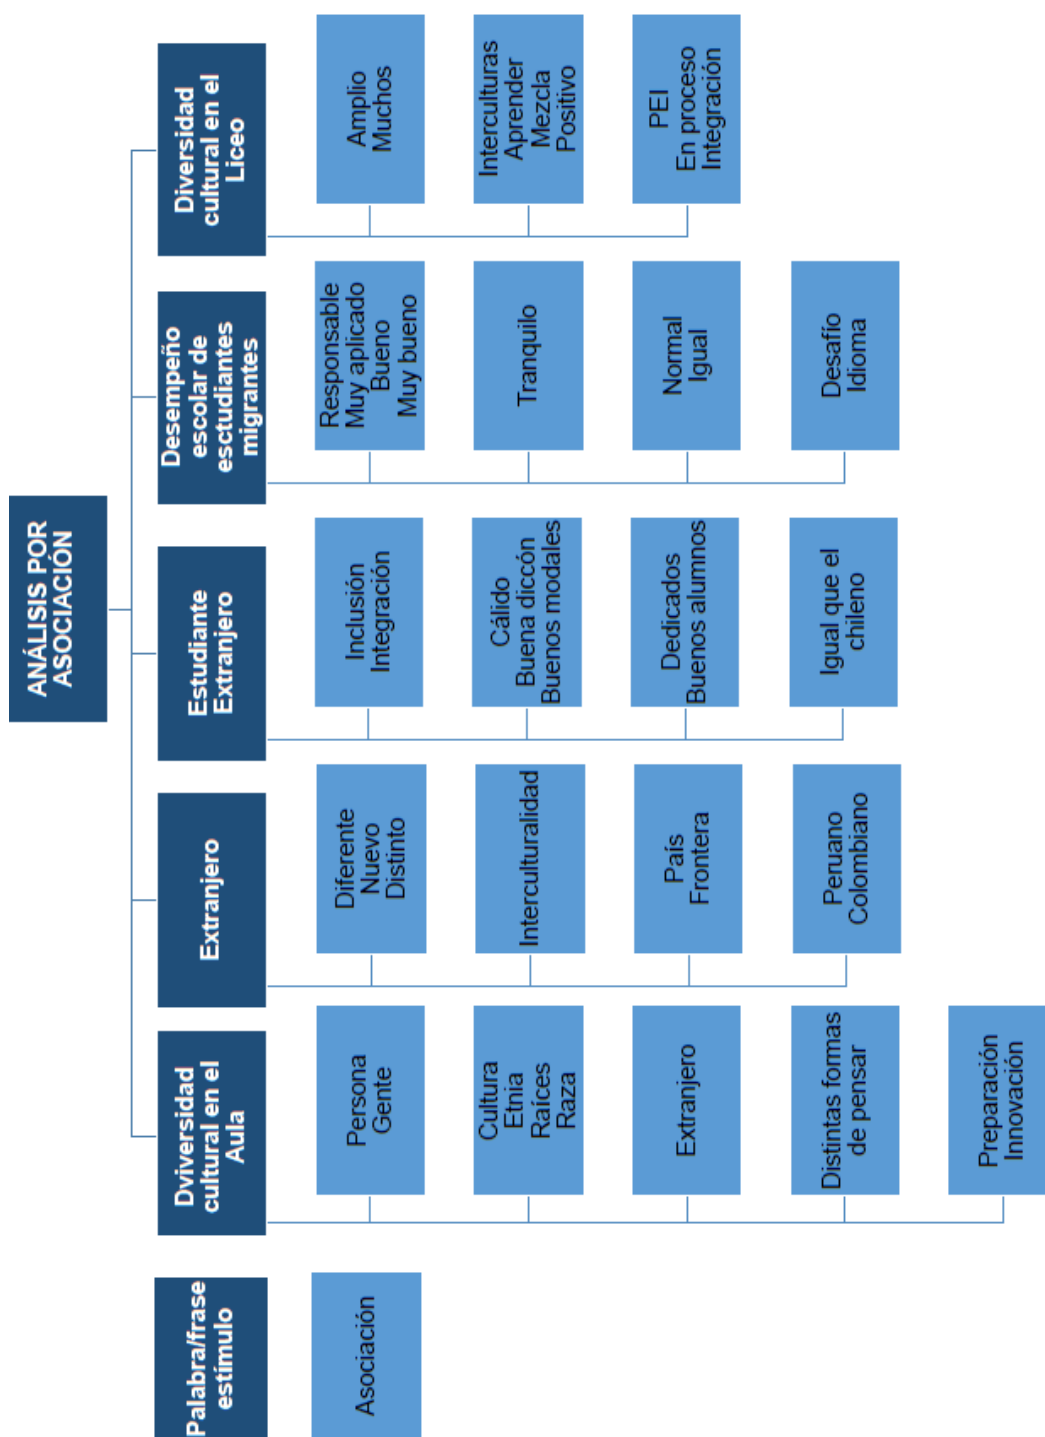 ANÁLISIS POR
ASOCIACIÓN
Palabra/frase
estímulo
Asociación
Dviversidad
cultural en el
Aula
Persona
Gente
Cultura
Etnia
Raíces
Raza
Extranjero
Distintas formas
de pensar
Preparación
Innovación
Extranjero
Diferente
Nuevo
Distinto
Interculturalidad
País
Frontera
Peruano
Colombiano
Estudiante
Extranjero
Inclusión
Integración
Cálido
Buena diccón
Buenos modales
Dedicados
Buenos alumnos
Igual que el
chileno
Desempeño
escolar de
esctudiantes
migrantes
Responsable
Muy aplicado
Bueno
Muy bueno
Tranquilo
Normal
Igual
Desafío
Idioma
Diversidad
cultural en el
Liceo
Amplio
Muchos
Interculturas
Aprender
Mezcla
Positivo
PEI
En proceso
Integración